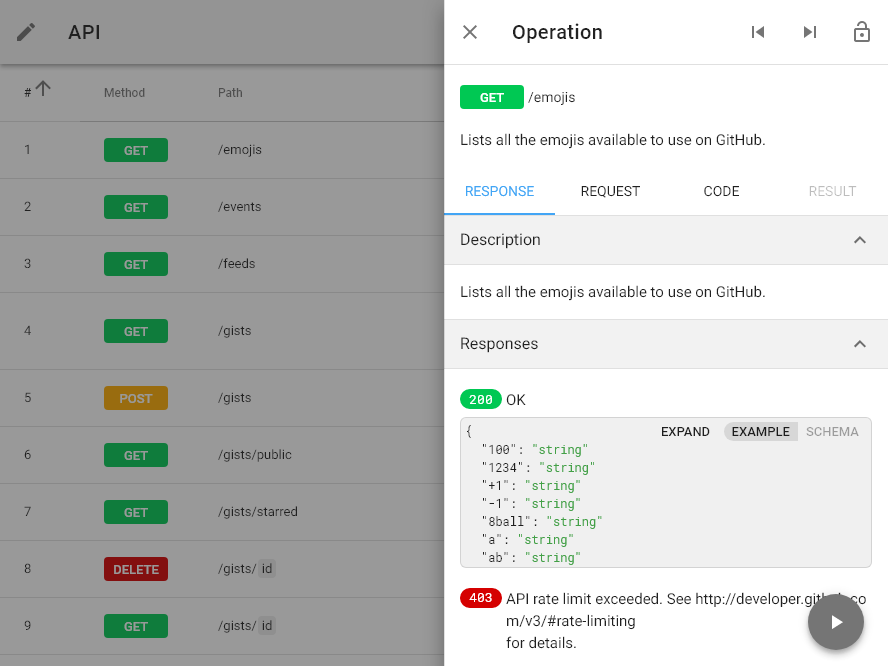 API
# Method Path
1 GET /emojis
2 GET /events
3 GET /feeds
4 GET /gists
5 POST /gists
6 GET /gists/public
7 GET /gists/starred
8 DELETE /gists/ id
9 GET /gists/ id
Operation
GET /emojis
Lists all the emojis available to use on GitHub.
RESPONSE REQUEST CODE RESULT
Description
Lists all the emojis available to use on GitHub.
Responses
200 OK
{ EXPAND EXAMPLE SCHEMA
"100": "string"
"1234": "string"
"+1": "string"
"-1": "string"
"8ball": "string"
"a": "string"
"ab": "string"
403 API rate limit exceeded. See http://developer.github.co
m/v3/#rate-limiting
for details.